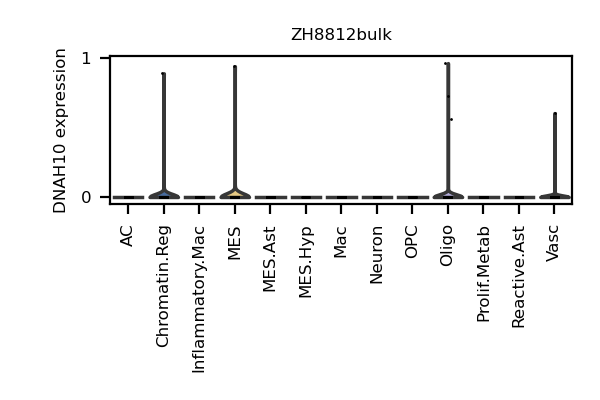 ZH8812bulk
DNAH10 expression
1
0
AC
Chromatin.Reg
Inflammatory.Mac
MES
MES.Ast
MES.Hyp
Mac
Neuron
OPC
Oligo
Prolif.Metab
Reactive.Ast
Vasc